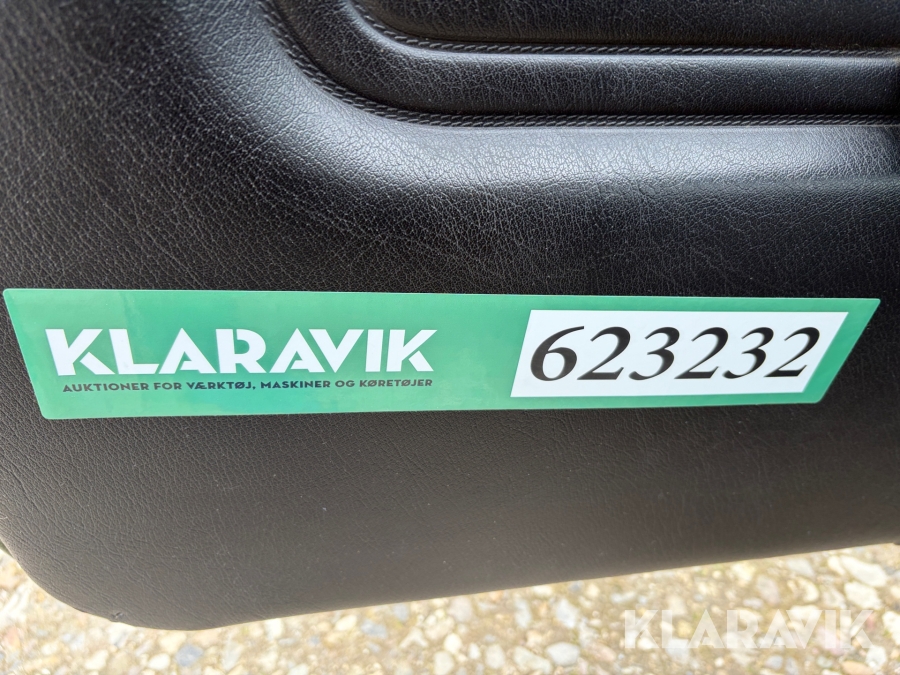 KLARAVIK
AUKTIONER FOR VÆRKTØJ, MASKINER OG KØRETØJER
623232
KLARAVIK